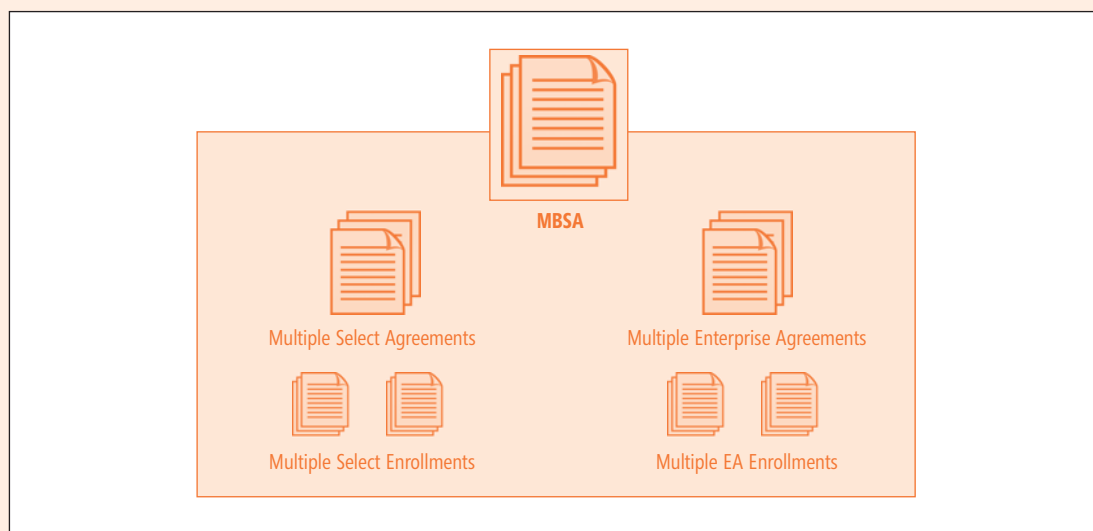 MBSA
Multiple Select Agreements
Multiple Enterprise Agreements
Multiple Select Enrollments
Multiple EA Enrollments